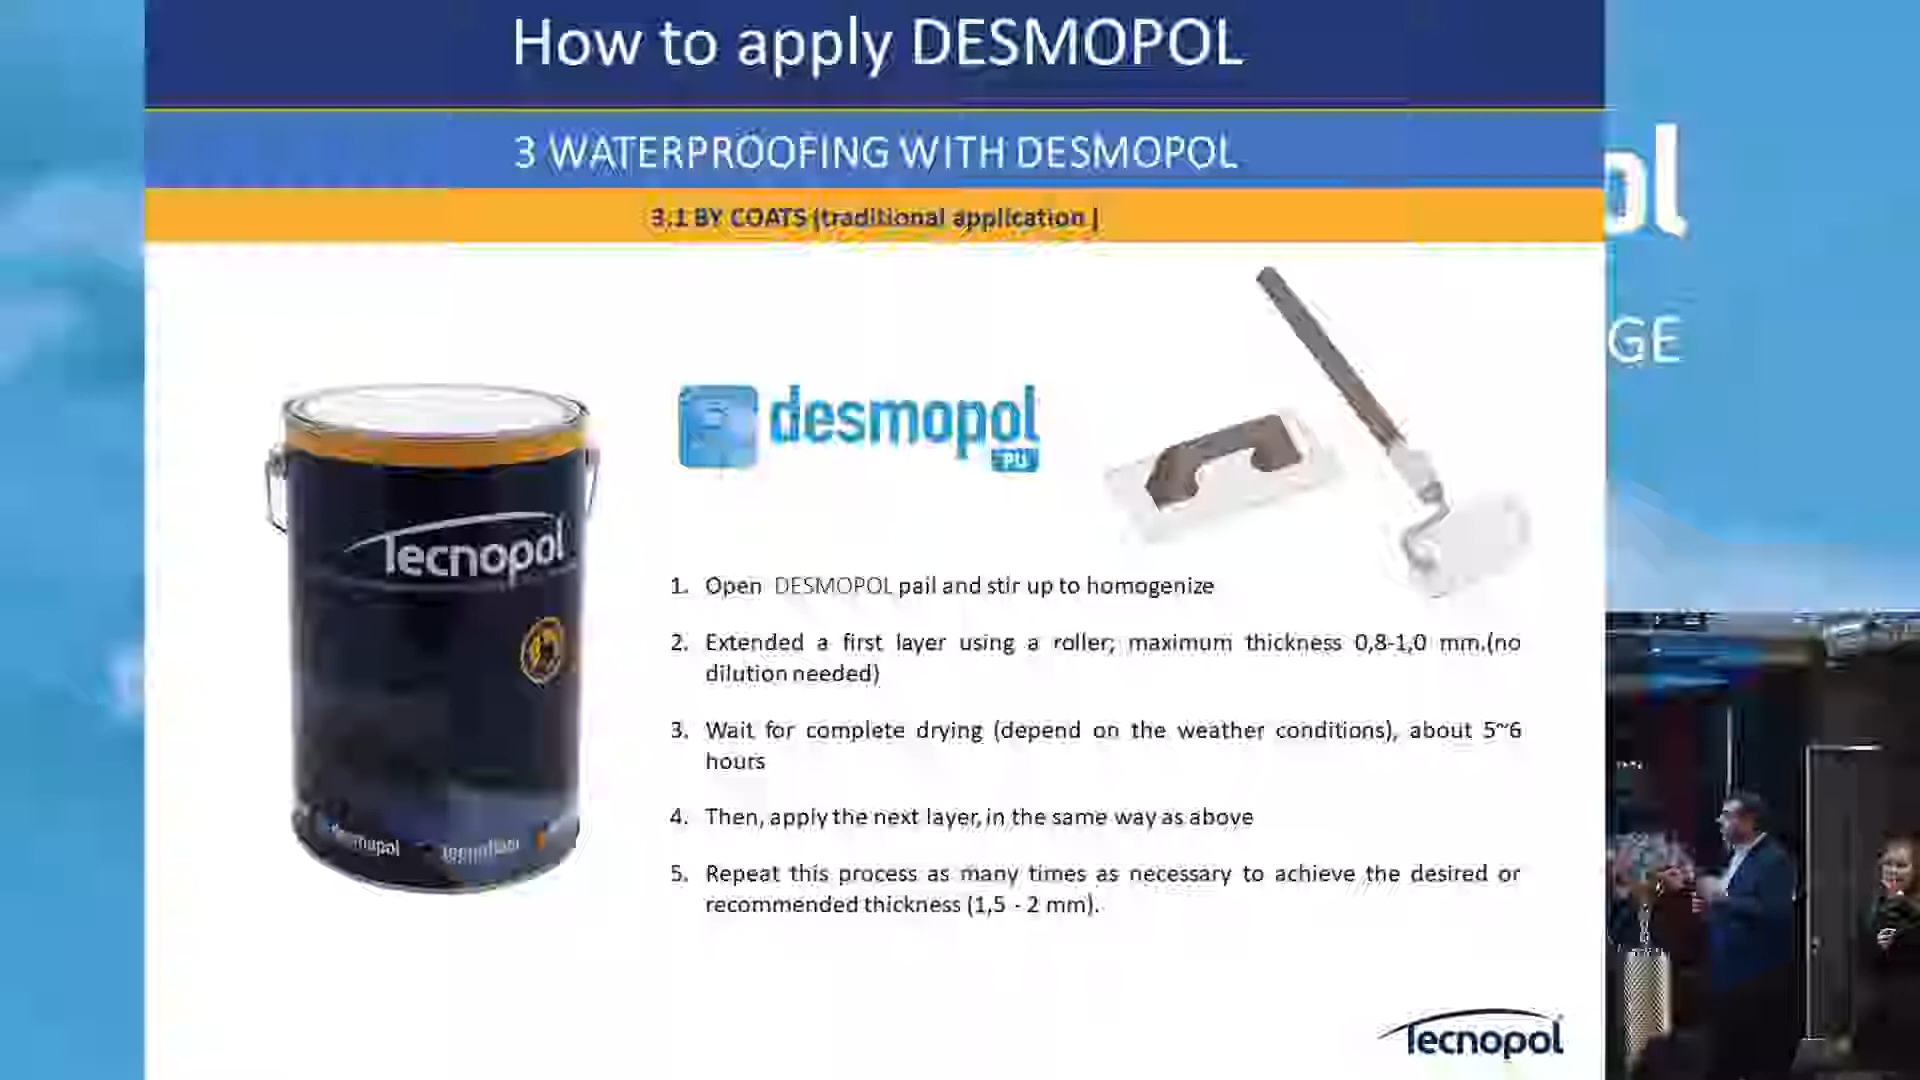 How to apply DESMOPOL
3 WATERPROOFING WITH DESMOPOL
3.1 BY COATS (traditional application )
ol
GE
desmopol
PU
Tecnopol
1. Open DESMOPOL pail and stir up to homogenize
2. Extended a first layer using a roller; maximum thickness 0,8-1,0 mm.(no
dilution needed)
3. Wait for complete drying (depend on the weather conditions), about 5~6
hours
4. Then, apply the next layer, in the same way as above
5. Repeat this process as many times as necessary to achieve the desired or
recommended thickness (1,5 - 2 mm).
Tecnopol